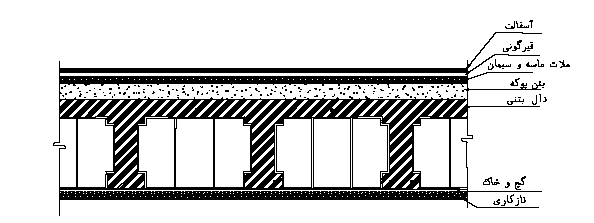 آسفالت
قیرگونی
ملات ماسه و سیمان
بتن پوکه
دال بتنی
گچ و خاک
نازکاری